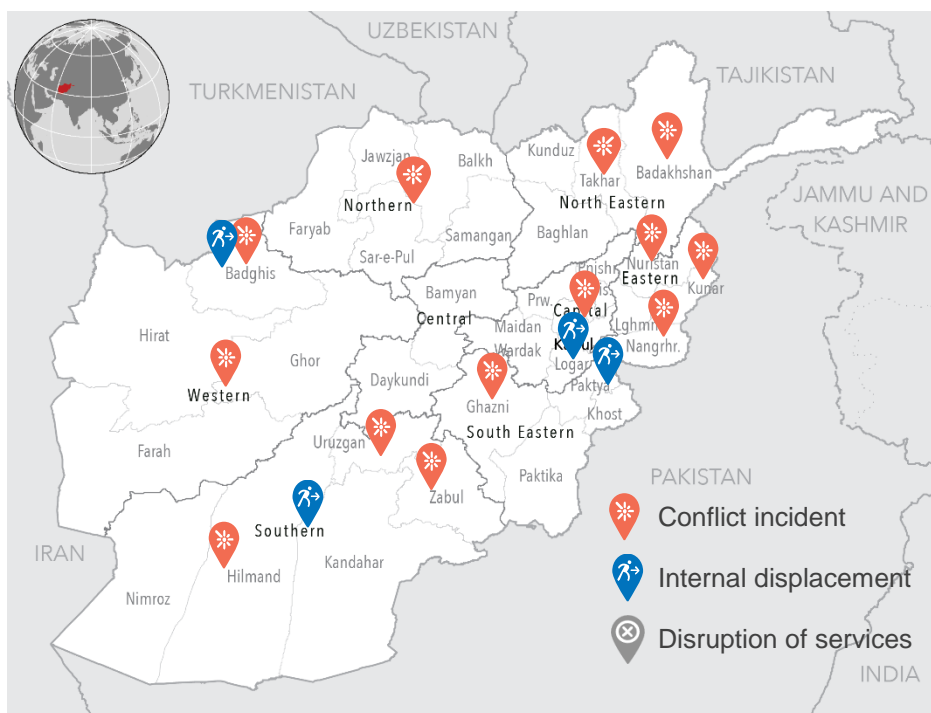 UZBEKISTAN
TAJIKISTAN
TURKMENISTAN
Jawzjan
Balkh
Kunduz
Takhar
Badakhshan
JAMMU AND
KASHMIR
Northern
North Eastern
Faryab
Samangan
Baghlan
Sar-e-Pul
Nuristan
Badghis
Eastern
Kunar
Bamyan
Prw.
Capital
Central
Maidan
Wardak
Hirat
Lghmn
Kabul
Nangrhr.
Logar
Ghor
Daykundi
Paktya
Western
Ghazni
Khost
South Eastern
Uruzgan
Farah
Paktika
Zabul
PAKISTAN
Southern
Conflict incident
IRAN
Kandahar
Hilmand
Internal displacement
Nimroz
Disruption of services
INDIA